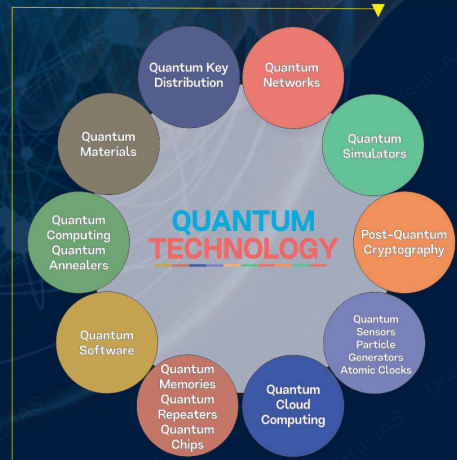 QUANTUM
TECHNOLOGY
Quantum Key
Distribution
Quantum
Networks
Quantum
Simulators
Post-Quantum
Cryptography
Quantum
Sensors
Particle
Generators
Atomic Clocks
Quantum
Cloud
Computing
Quantum
Memories
Quantum
Repeaters
Quantum
Chips
Quantum
Software
Quantum
Computing
Quantum
Annealers
Quantum
Materials